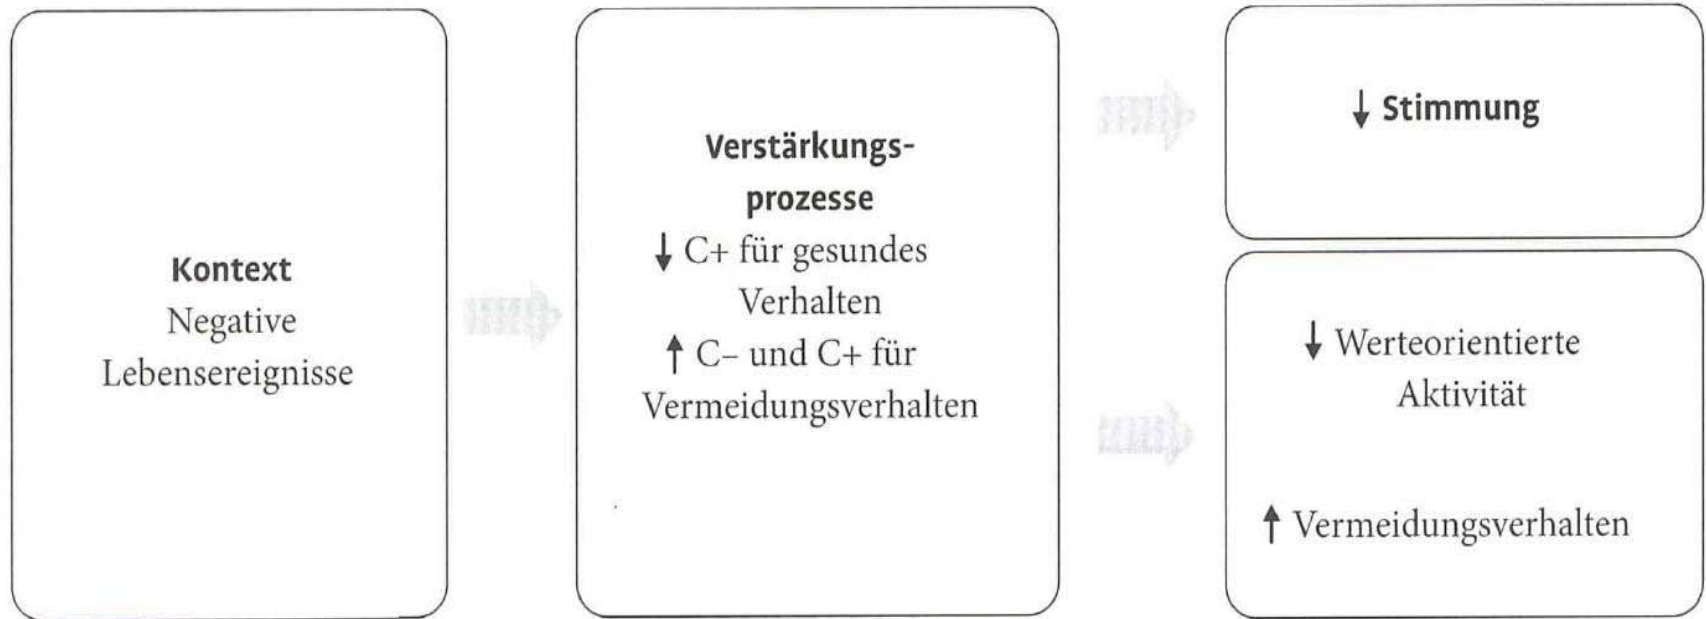 Kontext
Negative
Lebensereignisse
Verstärkungs-
prozesse
↓ C+ für gesundes
Verhalten
↑ C– und C+ für
Vermeidungsverhalten
↓ Stimmung
↓ Werteorientierte
Aktivität
↑ Vermeidungsverhalten